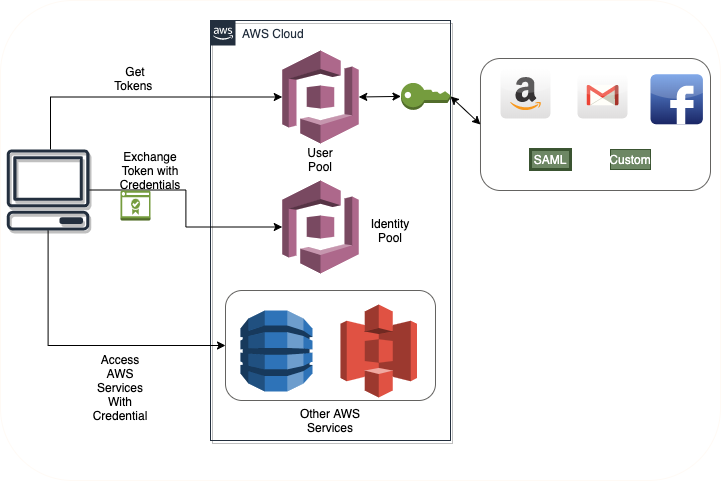 aws
AWS Cloud
Get
Tokens
User
Pool
a
f
SAML
Custom
Exchange
Token with
Credentials
Identity
Pool
Access
AWS
Services
With
Credential
Other AWS
Services